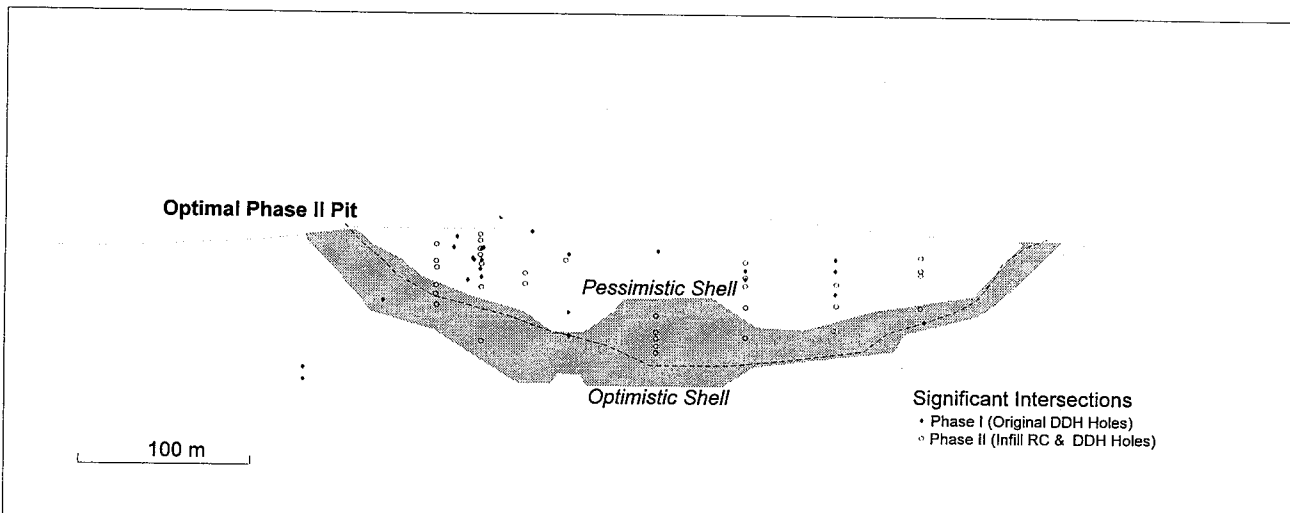 Optimal Phase II Pit
Pessimistic Shell
Optimistic Shell
Significant Intersections
Phase I (Original DDH Holes)
Phase II (Infill RC & DDH Holes)
100 m